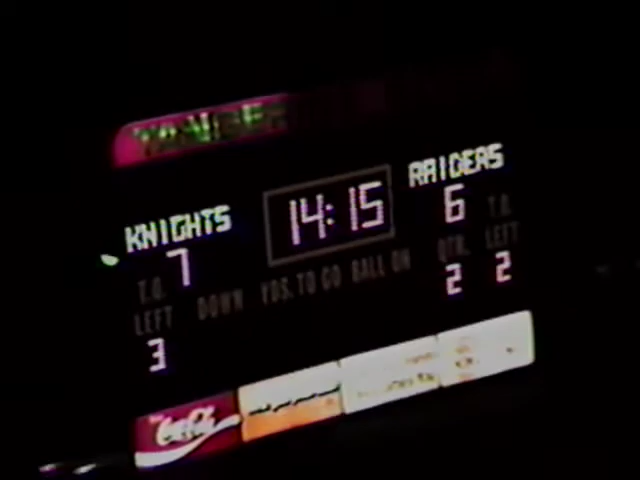 KNIGHTS 14:15 RAIDERS
7 6
T.O. LEFT DOWN YDS. TO GO BALL ON QTR. T.O. LEFT
3 2 2
Coca-Cola